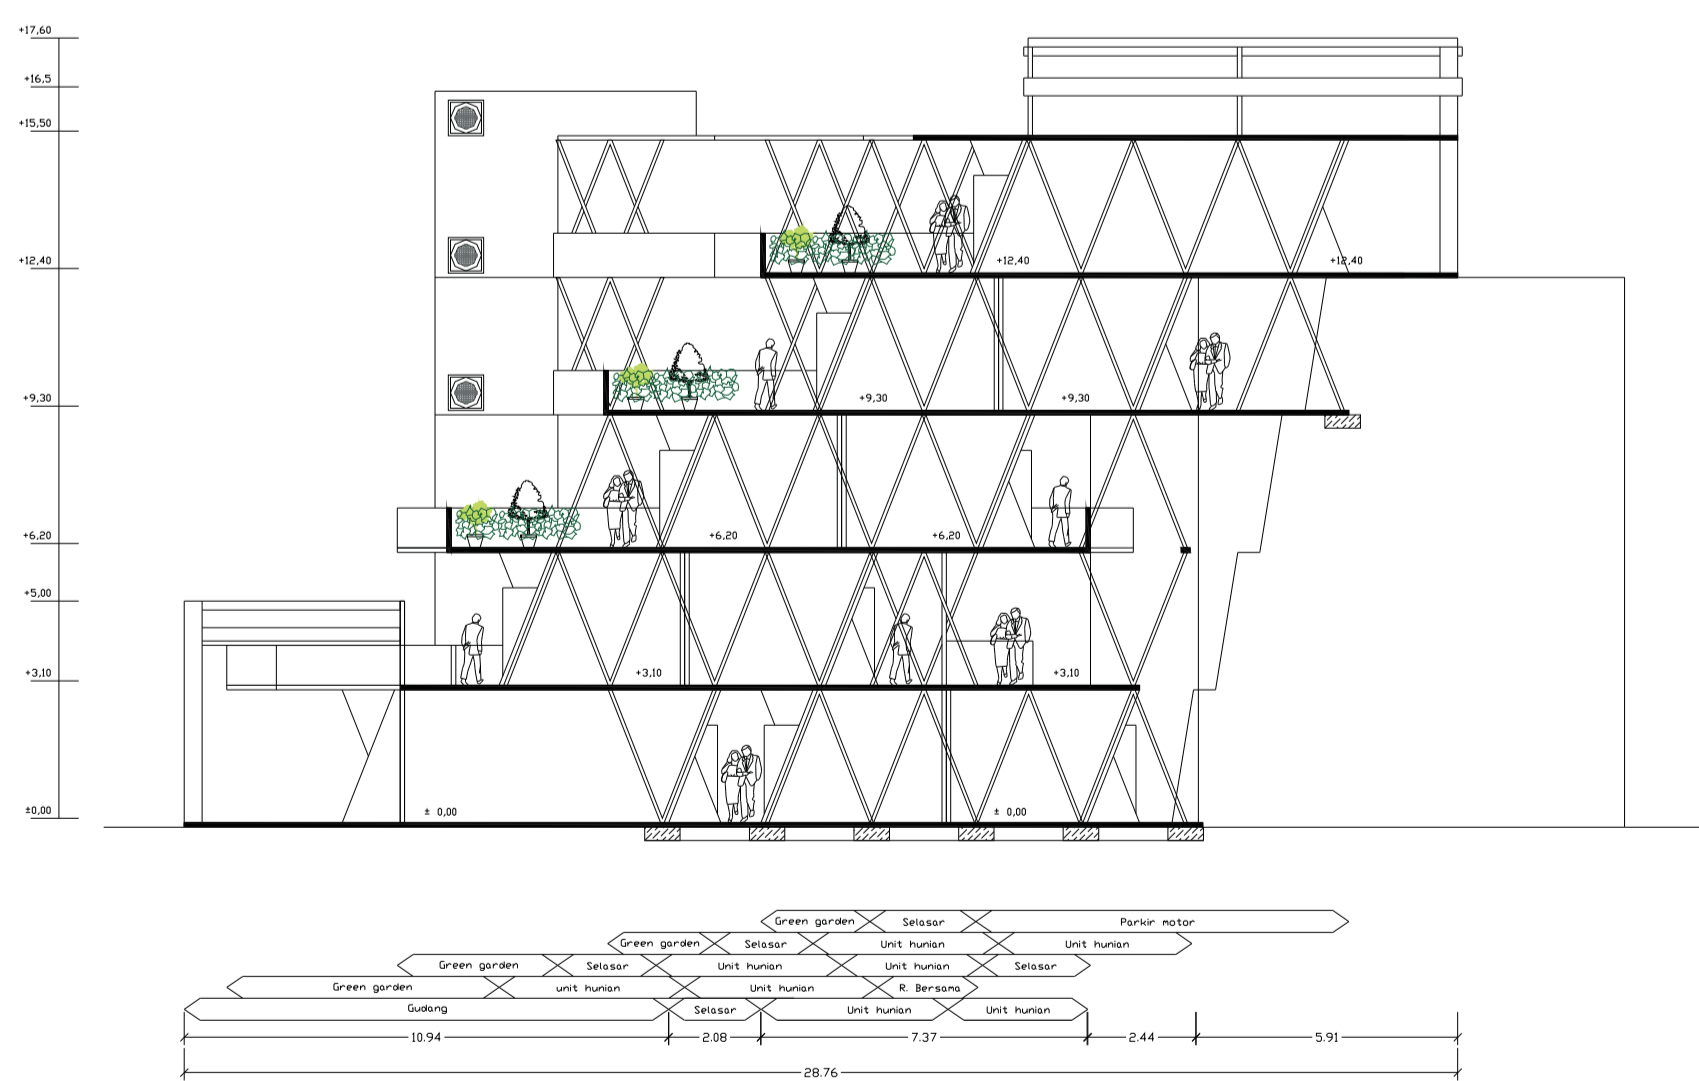 +17,60
+16,5
+15,50
+12,40
+12,40 +12,40
+9,30
+9,30 +9,30
+6,20
+6,20 +6,20
+5,00
+3,10
+3,10 +3,10
±0,00
± 0,00 ± 0,00
Green garden Selasar Parkir motor
Green garden Selasar Unit hunian Unit hunian
Green garden Selasar Unit hunian Unit hunian Selasar
Green garden unit hunian Unit hunian R. Bersama
Gudang Selasar Unit hunian Unit hunian
10.94 2.08 7.37 2.44 5.91
28.76